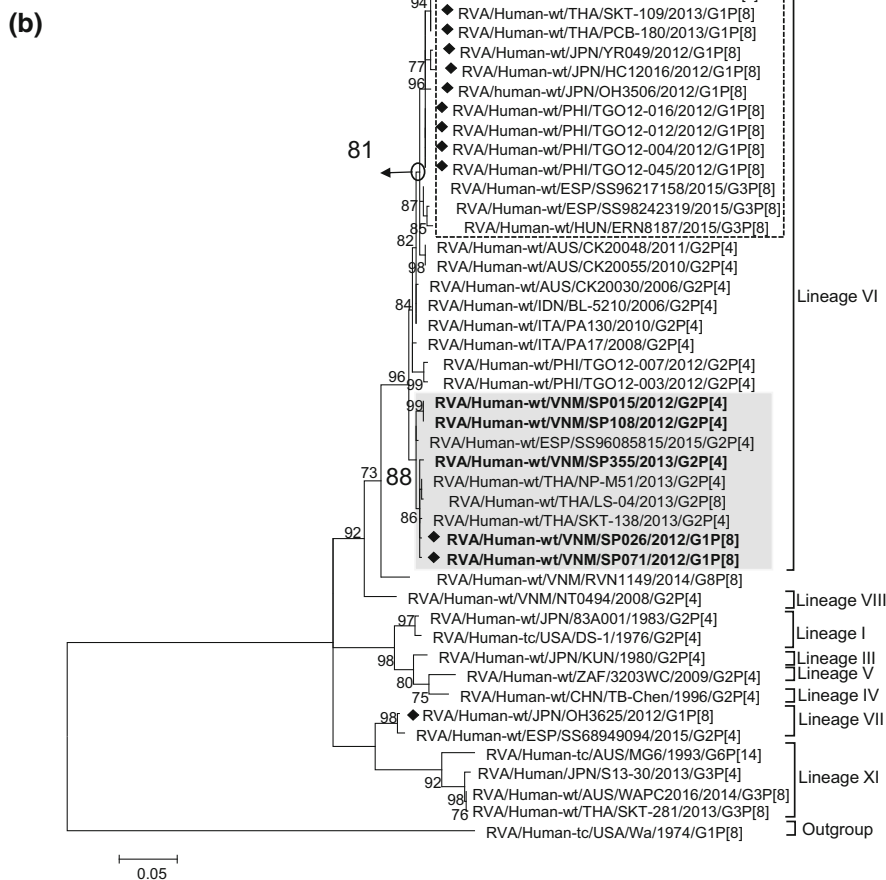 (b)
94
RVA/Human-wt/THA/SKT-109/2013/G1P[8]
RVA/Human-wt/THA/PCB-180/2013/G1P[8]
RVA/Human-wt/JPN/YR049/2012/G1P[8]
77
RVA/Human-wt/JPN/HC12016/2012/G1P[8]
96
RVA/human-wt/JPN/OH3506/2012/G1P[8]
RVA/Human-wt/PHI/TGO12-016/2012/G1P[8]
RVA/Human-wt/PHI/TGO12-012/2012/G1P[8]
81
RVA/Human-wt/PHI/TGO12-004/2012/G1P[8]
RVA/Human-wt/PHI/TGO12-045/2012/G1P[8]
RVA/Human-wt/ESP/SS96217158/2015/G3P[8]
87
RVA/Human-wt/ESP/SS98242319/2015/G3P[8]
85
RVA/Human-wt/HUN/ERN8187/2015/G3P[8]
82
RVA/Human-wt/AUS/CK20048/2011/G2P[4]
98
RVA/Human-wt/AUS/CK20055/2010/G2P[4]
RVA/Human-wt/AUS/CK20030/2006/G2P[4]
Lineage VI
84
RVA/Human-wt/IDN/BL-5210/2006/G2P[4]
RVA/Human-wt/ITA/PA130/2010/G2P[4]
RVA/Human-wt/ITA/PA17/2008/G2P[4]
RVA/Human-wt/PHI/TGO12-007/2012/G2P[4]
96
99
RVA/Human-wt/PHI/TGO12-003/2012/G2P[4]
99
RVA/Human-wt/VNM/SP015/2012/G2P[4]
RVA/Human-wt/VNM/SP108/2012/G2P[4]
RVA/Human-wt/ESP/SS96085815/2015/G2P[4]
RVA/Human-wt/VNM/SP355/2013/G2P[4]
73
88
RVA/Human-wt/THA/NP-M51/2013/G2P[4]
RVA/Human-wt/THA/LS-04/2013/G2P[8]
86
RVA/Human-wt/THA/SKT-138/2013/G2P[4]
92
RVA/Human-wt/VNM/SP026/2012/G1P[8]
RVA/Human-wt/VNM/SP071/2012/G1P[8]
RVA/Human-wt/VNM/RVN1149/2014/G8P[8]
RVA/Human-wt/VNM/NT0494/2008/G2P[4]
Lineage VIII
97
RVA/Human-wt/JPN/83A001/1983/G2P[4]
RVA/Human-tc/USA/DS-1/1976/G2P[4]
Lineage I
98
RVA/Human-wt/JPN/KUN/1980/G2P[4]
Lineage III
80
RVA/Human-wt/ZAF/3203WC/2009/G2P[4]
Lineage V
75
RVA/Human-wt/CHN/TB-Chen/1996/G2P[4]
Lineage IV
98
RVA/Human-wt/JPN/OH3625/2012/G1P[8]
Lineage VII
RVA/Human-wt/ESP/SS68949094/2015/G2P[4]
RVA/Human-tc/AUS/MG6/1993/G6P[14]
92
RVA/Human/JPN/S13-30/2013/G3P[4]
Lineage XI
98
RVA/Human-wt/AUS/WAPC2016/2014/G3P[8]
76
RVA/Human-wt/THA/SKT-281/2013/G3P[8]
RVA/Human-tc/USA/Wa/1974/G1P[8]
Outgroup
0.05